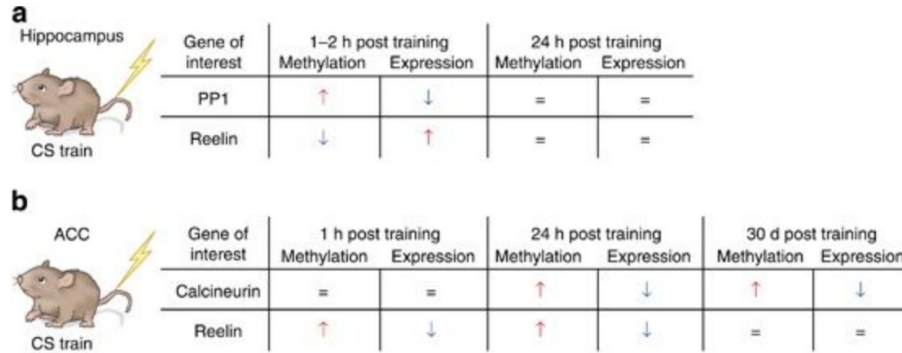 a
Hippocampus
CS train
Gene of interest 1–2 h post training 24 h post training
Methylation Expression Methylation Expression
PP1 ↑ ↓ = =
Reelin ↓ ↑ = =
b
ACC
CS train
Gene of interest 1 h post training 24 h post training 30 d post training
Methylation Expression Methylation Expression Methylation Expression
Calcineurin = = ↑ ↓ ↑ ↓
Reelin ↑ ↓ ↑ ↓ = =